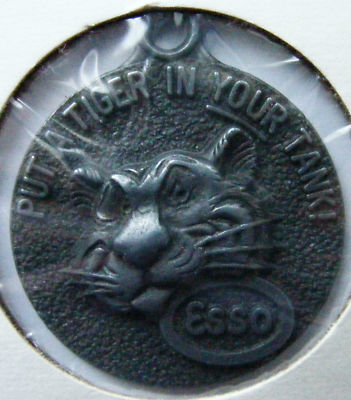 PUT A TIGER IN YOUR TANK!
ESSO